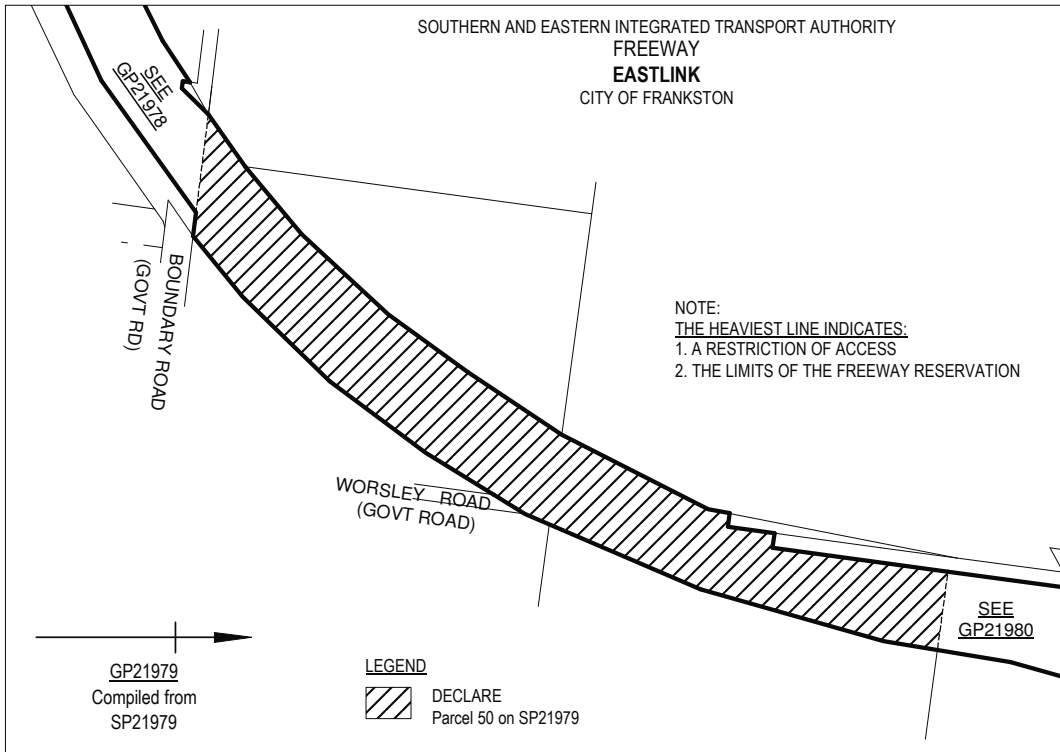 SOUTHERN AND EASTERN INTEGRATED TRANSPORT AUTHORITY
FREEWAY
EASTLINK
CITY OF FRANKSTON
SEE
GP21978
BOUNDARY ROAD
(GOVT RD)
NOTE:
THE HEAVIEST LINE INDICATES:
1. A RESTRICTION OF ACCESS
2. THE LIMITS OF THE FREEWAY RESERVATION
WORSLEY ROAD
(GOVT ROAD)
SEE
GP21980
GP21979
Compiled from
SP21979
LEGEND
DECLARE
Parcel 50 on SP21979